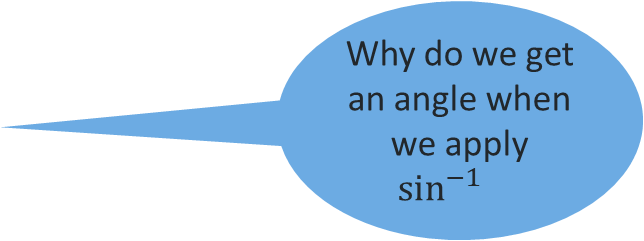 Why do we get
an angle when
we apply
sin⁻¹